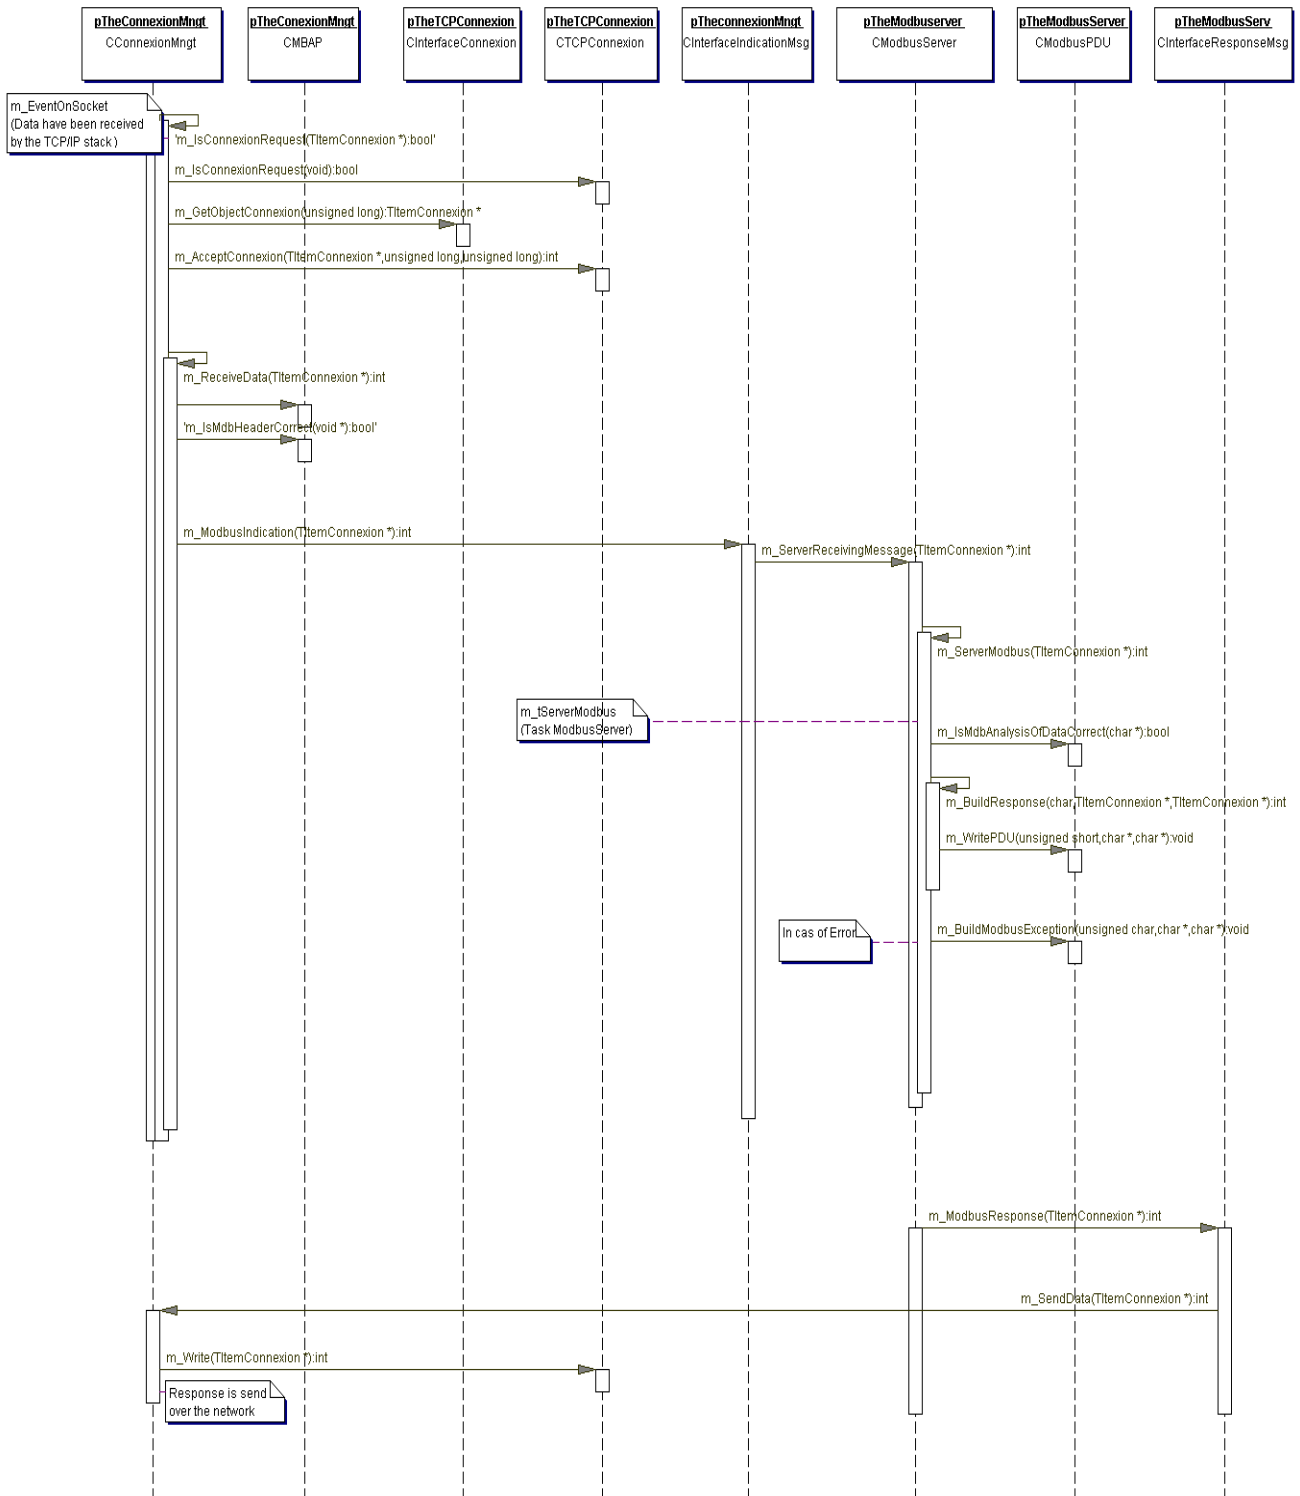 pTheConnexionMngt
CConnexionMngt
pTheConexionMngt
CMBAP
pTheTCPConnexion
CInterfaceConnexion
pTheTCPConnexion
CTCPConnexion
pTheconnexionMngt
CInterfaceIndicationMsg
pTheModbuserver
CModbusServer
pTheModbusServer
CModbusPDU
pTheModbusServ
CInterfaceResponseMsg
m_EventOnSocket
(Data have been received
by the TCP/IP stack )
'm_IsConnexionRequest(TItemConnexion *):bool'
m_IsConnexionRequest(void):bool
m_GetObjectConnexion(unsigned long):TItemConnexion *
m_AcceptConnexion(TItemConnexion *,unsigned long,unsigned long):int
m_ReceiveData(TItemConnexion *):int
'm_IsMdbHeaderCorrect(void *):bool'
m_ModbusIndication(TItemConnexion *):int
m_ServerReceivingMessage(TItemConnexion *):int
m_ServerModbus(TItemConnexion *):int
m_tServerModbus
(Task ModbusServer)
m_IsMdbAnalysisOfDataCorrect(char *):bool
m_BuildResponse(char,TItemConnexion *,TItemConnexion *):int
m_WritePDU(unsigned short,char *,char *):void
In cas of Error
m_BuildModbusException(unsigned char,char *,char *):void
m_ModbusResponse(TItemConnexion *):int
m_SendData(TItemConnexion *):int
m_Write(TItemConnexion *):int
Response is send
over the network